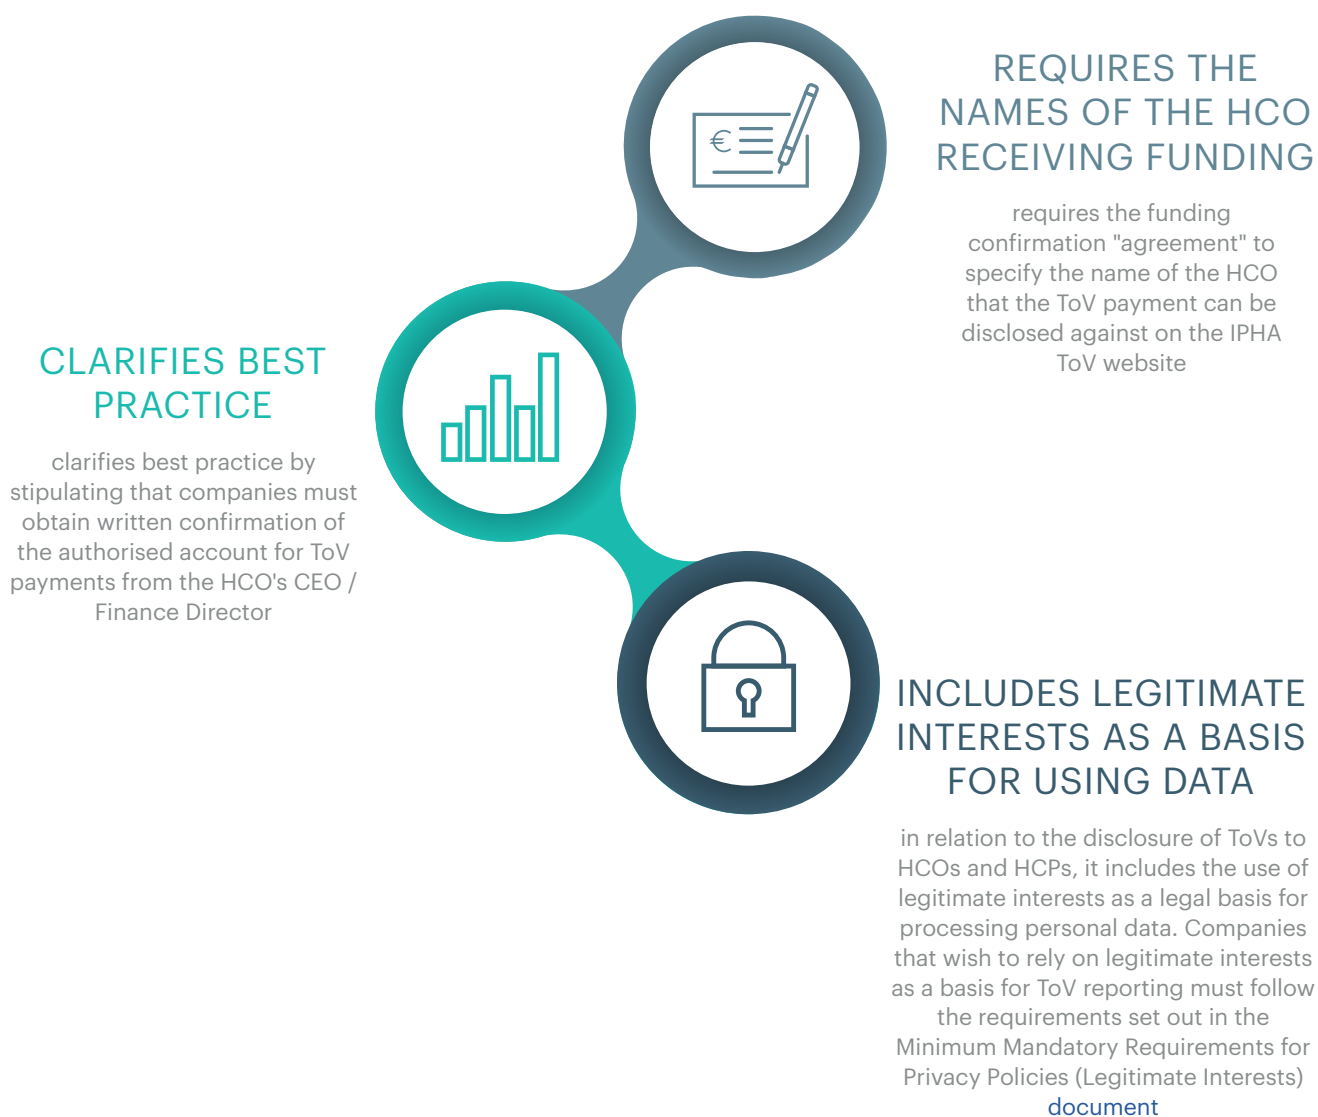 REQUIRES THE
NAMES OF THE HCO
RECEIVING FUNDING
requires the funding
confirmation "agreement" to
specify the name of the HCO
that the ToV payment can be
disclosed against on the IPHA
ToV website
€
CLARIFIES BEST
PRACTICE
clarifies best practice by
stipulating that companies must
obtain written confirmation of
the authorised account for ToV
payments from the HCO's CEO /
Finance Director
INCLUDES LEGITIMATE
INTERESTS AS A BASIS
FOR USING DATA
in relation to the disclosure of ToVs to
HCOs and HCPs, it includes the use of
legitimate interests as a legal basis for
processing personal data. Companies
that wish to rely on legitimate interests
as a basis for ToV reporting must follow
the requirements set out in the
Minimum Mandatory Requirements for
Privacy Policies (Legitimate Interests)
document